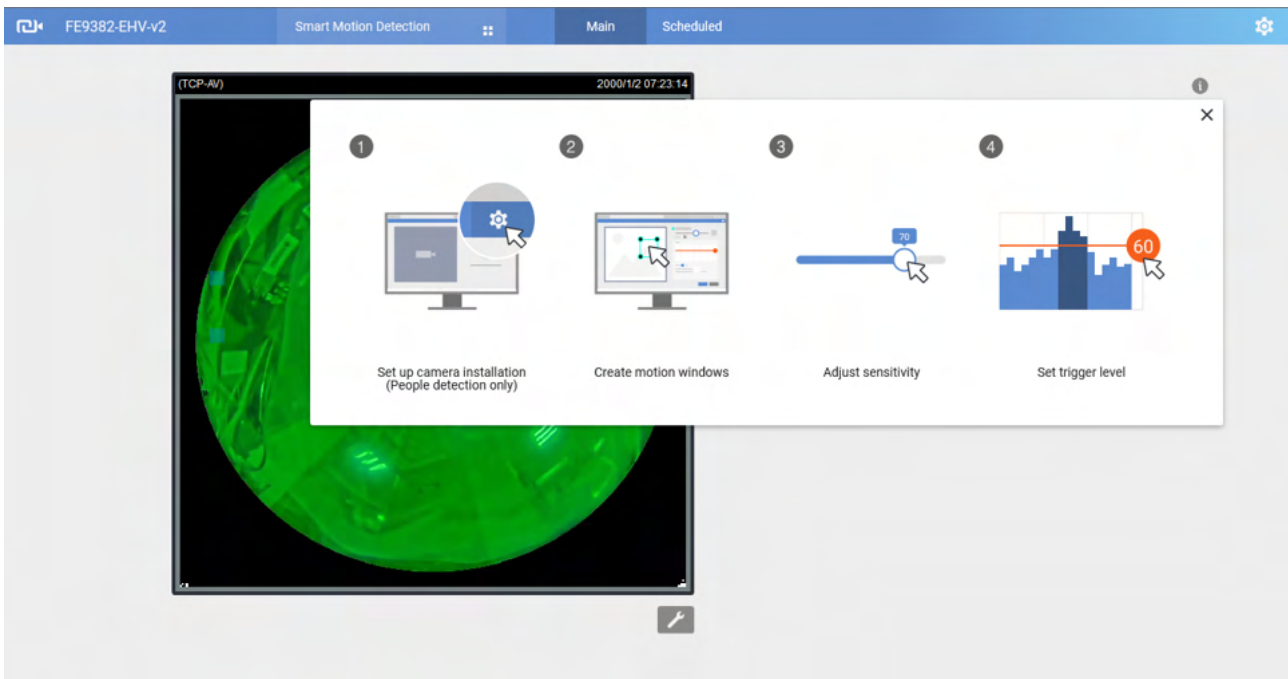 FE9382-EHV-v2
Smart Motion Detection
Main
Scheduled
(TCP-AV)
2000/1/2 07:23:14
1
2
3
4
70
60
Set up camera installation
(People detection only)
Create motion windows
Adjust sensitivity
Set trigger level